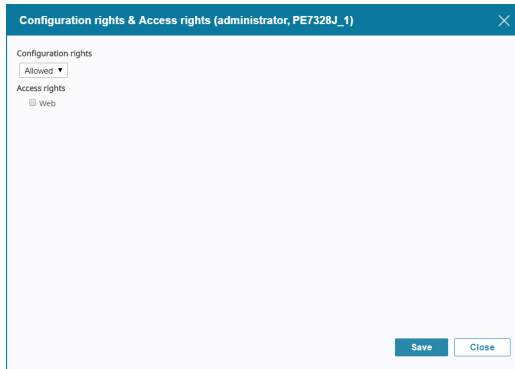 Configuration rights & Access rights (administrator, PE7328J_1)
Configuration rights
Allowed
Access rights
Web
Save Close